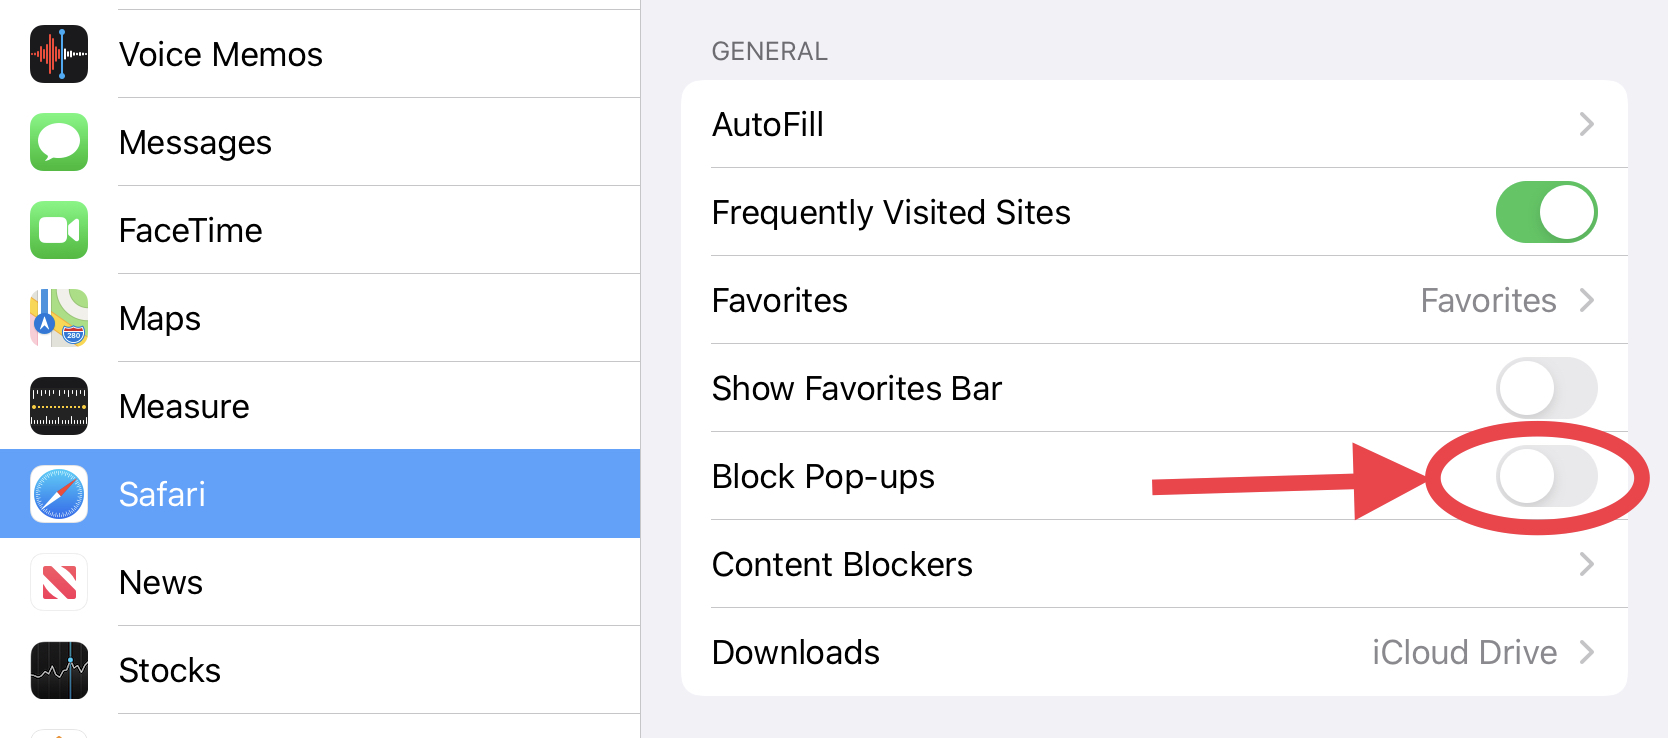 Voice Memos
Messages
FaceTime
280
Maps
Measure
Safari
News
Stocks
GENERAL
AutoFill
Frequently Visited Sites
Favorites Favorites
Show Favorites Bar
Block Pop-ups
Content Blockers
Downloads iCloud Drive